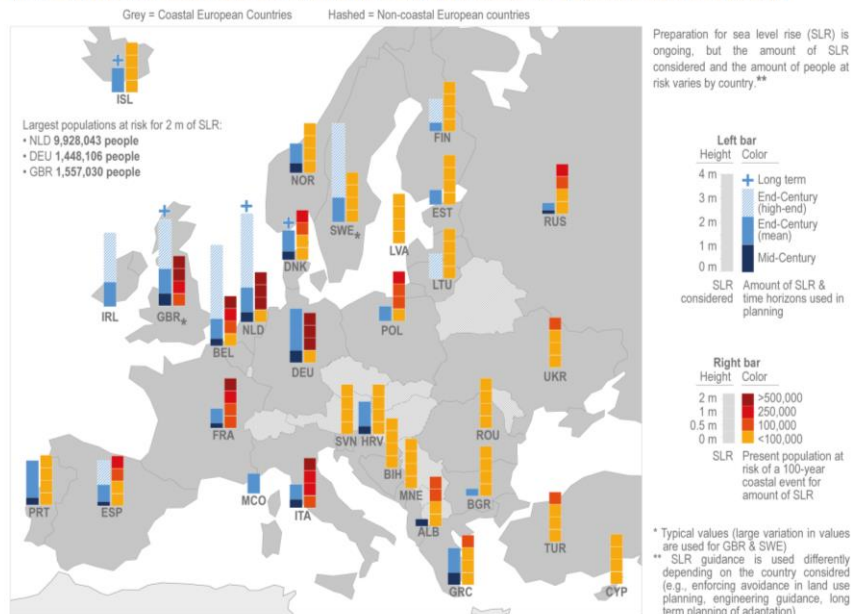 Grey = Coastal European Countries Hashed = Non-coastal European countries
Preparation for sea level rise (SLR) is
ongoing, but the amount of SLR
considered and the amount of people at
risk varies by country.**
ISL
Largest populations at risk for 2 m of SLR:
• NLD 9,928,043 people
• DEU 1,448,106 people
• GBR 1,557,030 people
FIN
NOR
SWE*
EST
RUS
LVA
DNK
LTU
IRL
GBR*
NLD
BEL
POL
DEU
UKR
FRA
SVN
HRV
ROU
BIH
MNE
BGR
PRT
ESP
MCO
ITA
ALB
TUR
GRC
CYP
Left bar
Height Color
4 m
3 m
2 m
1 m
0 m
+ Long term
End-Century
(high-end)
End-Century
(mean)
Mid-Century
SLR
considered
Amount of SLR &
time horizons used in
planning
Right bar
Height Color
2 m >500,000
1 m 250,000
0.5 m 100,000
0 m <100,000
SLR
Present population at
risk of a 100-year
coastal event for
amount of SLR
* Typical values (large variation in values
are used for GBR & SWE)
** SLR guidance is used differently
depending on the country considred
(e.g., enforcing avoidance in land use
planning, engineering guidance, long
term planning of adaptation)